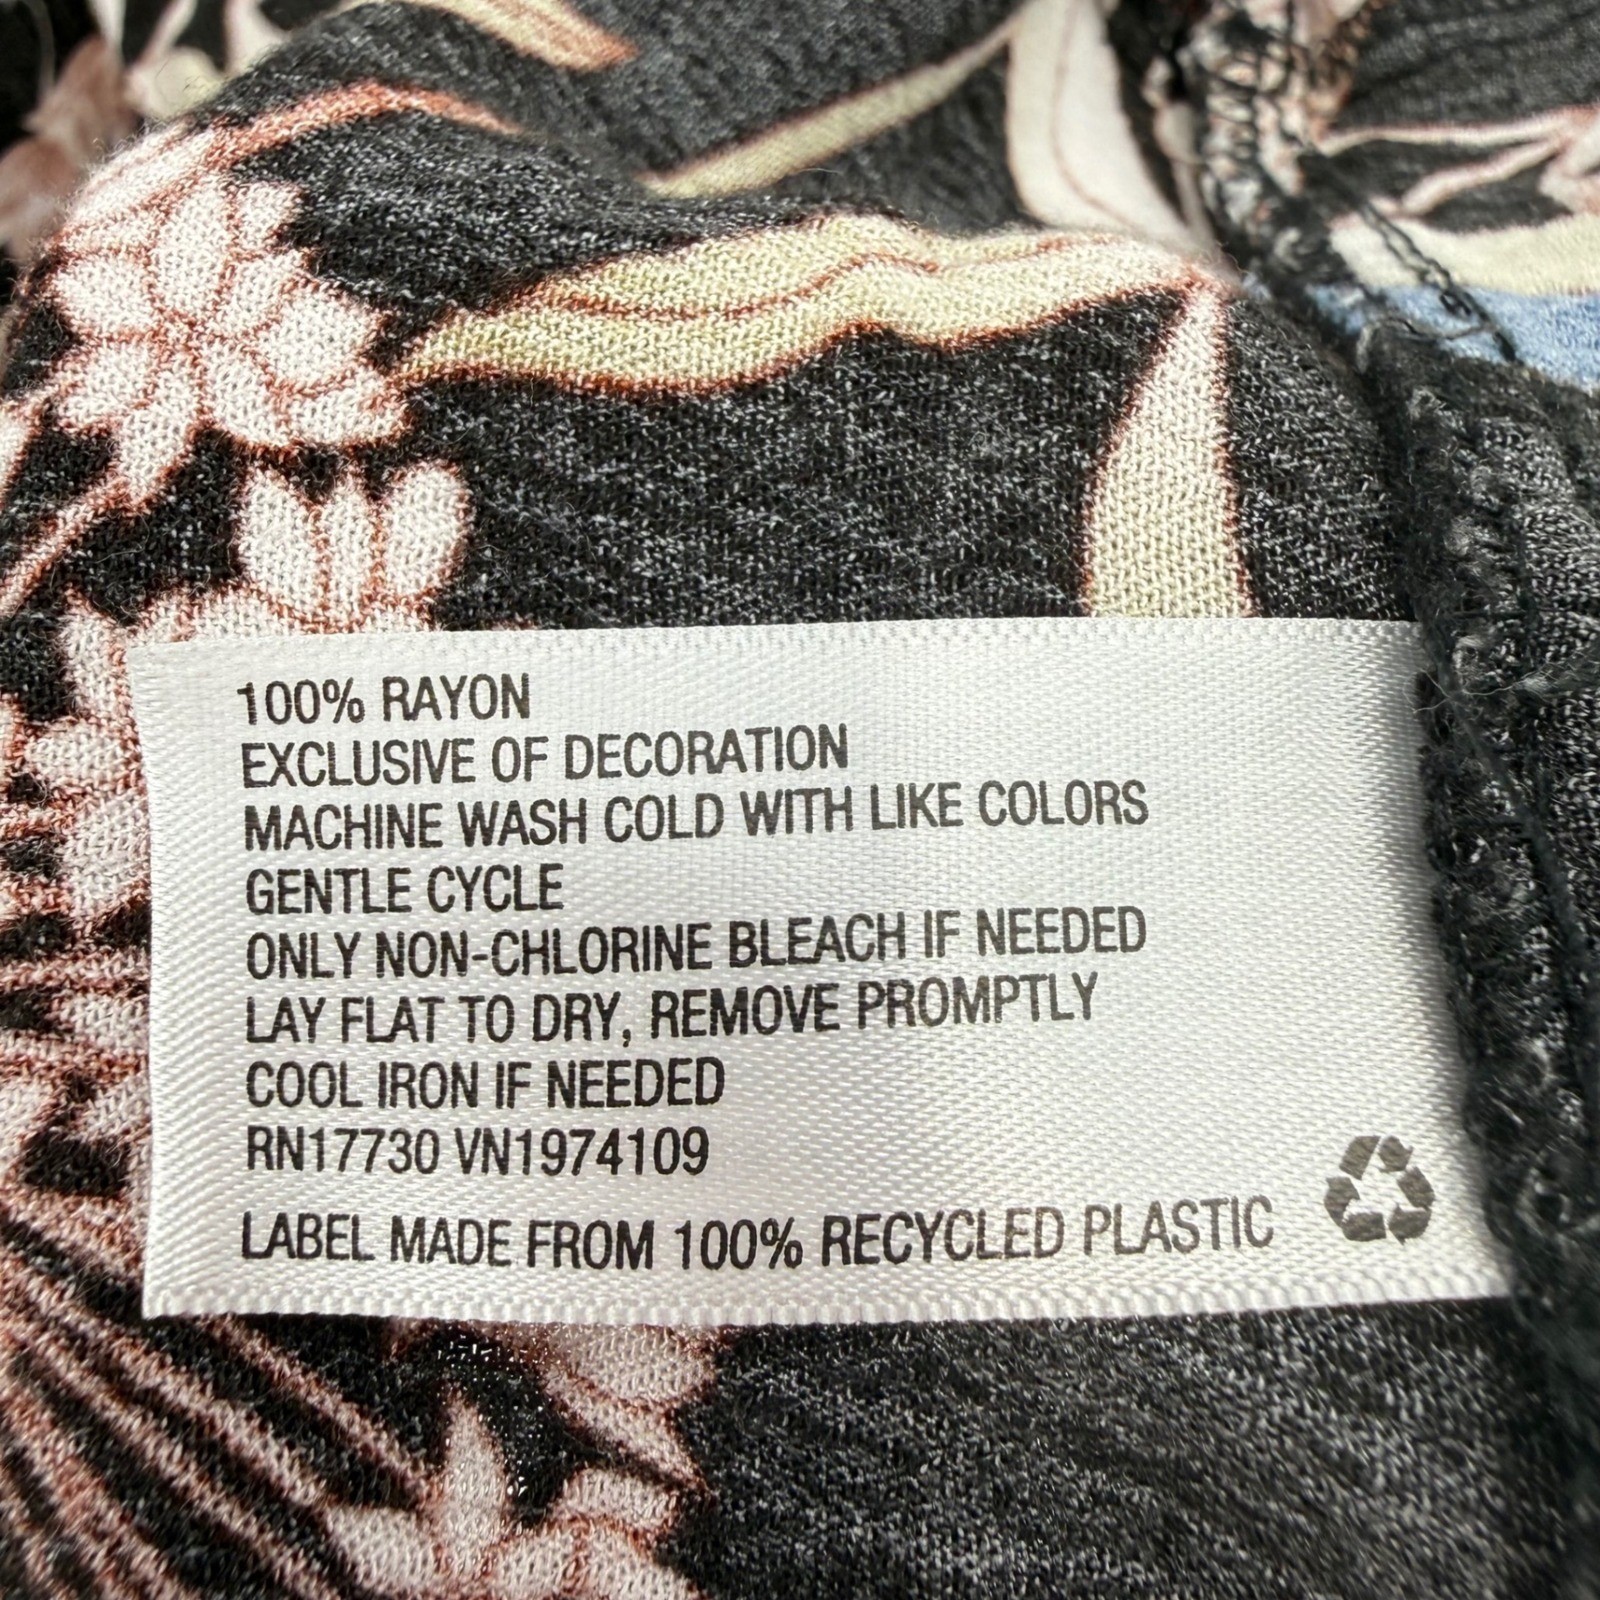 100% RAYON
EXCLUSIVE OF DECORATION
MACHINE WASH COLD WITH LIKE COLORS
GENTLE CYCLE
ONLY NON-CHLORINE BLEACH IF NEEDED
LAY FLAT TO DRY, REMOVE PROMPTLY
COOL IRON IF NEEDED
RN17730 VN1974109
LABEL MADE FROM 100% RECYCLED PLASTIC